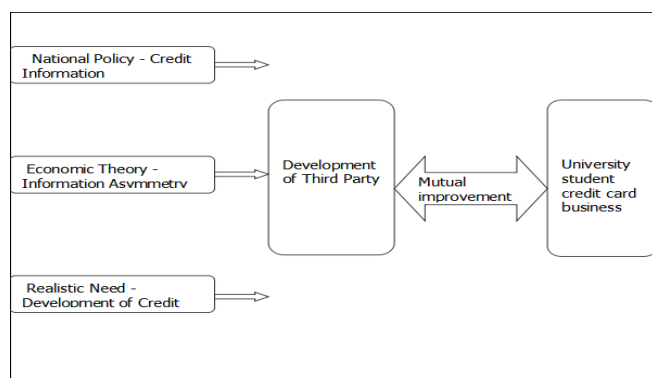 National Policy - Credit
Information
Economic Theory -
Information Asymmetry
Realistic Need -
Development of Credit
Development
of Third Party
Mutual
improvement
University
student
credit card
business